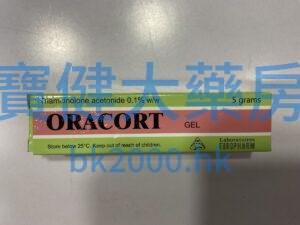 Triamcinolone acetonide 0.1% w/w 5 grams
寶健大藥房
ORACORT GEL
Store below 25°C. Keep out of reach of children.
Laboratoires
EUROPHARM
bk2000.hk